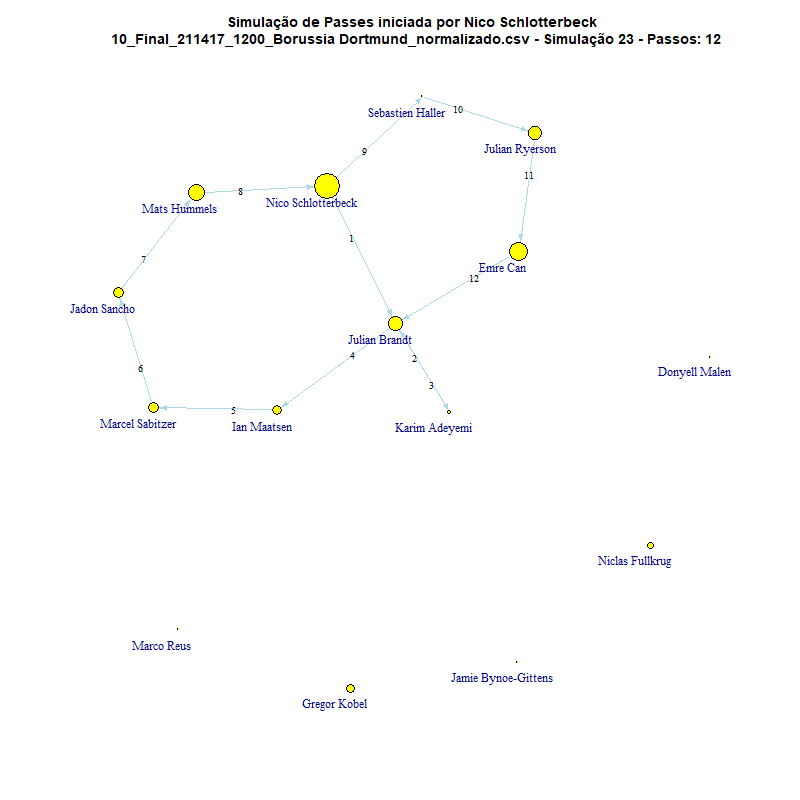 Simulação de Passes iniciada por Nico Schlotterbeck
10_Final_211417_1200_Borussia Dortmund_normalizado.csv - Simulação 23 - Passos: 12
Sebastien Haller
10
Julian Ryerson
9
11
Mats Hummels
8
Nico Schlotterbeck
1
7
Emre Can
12
Jadon Sancho
Julian Brandt
4
2
3
6
Donyell Malen
Marcel Sabitzer
5
Ian Maatsen
Karim Adeyemi
Niclas Fullkrug
Marco Reus
Jamie Bynoe-Gittens
Gregor Kobel